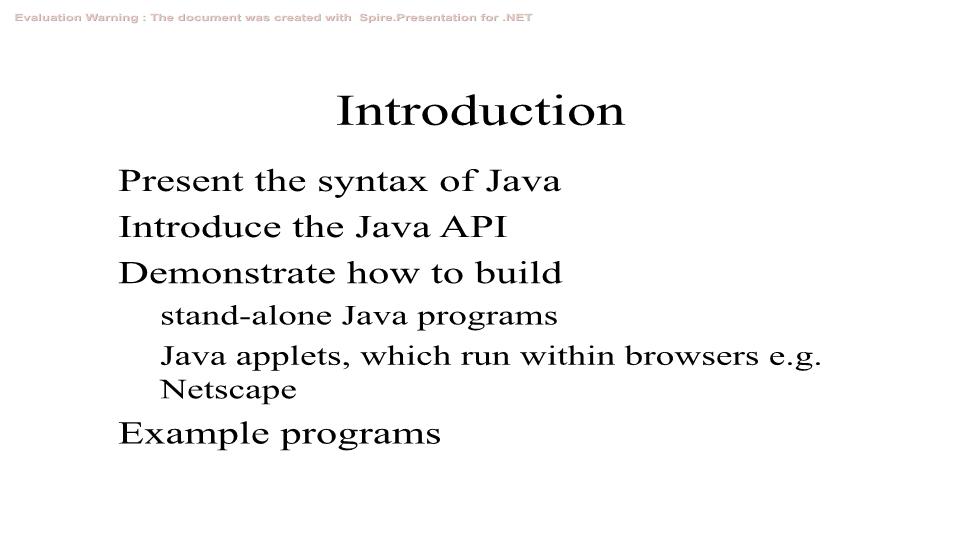 Evaluation Warning : The document was created with Spire.Presentation for .NET
Introduction
Present the syntax of Java
Introduce the Java API
Demonstrate how to build
stand-alone Java programs
Java applets, which run within browsers e.g.
Netscape
Example programs